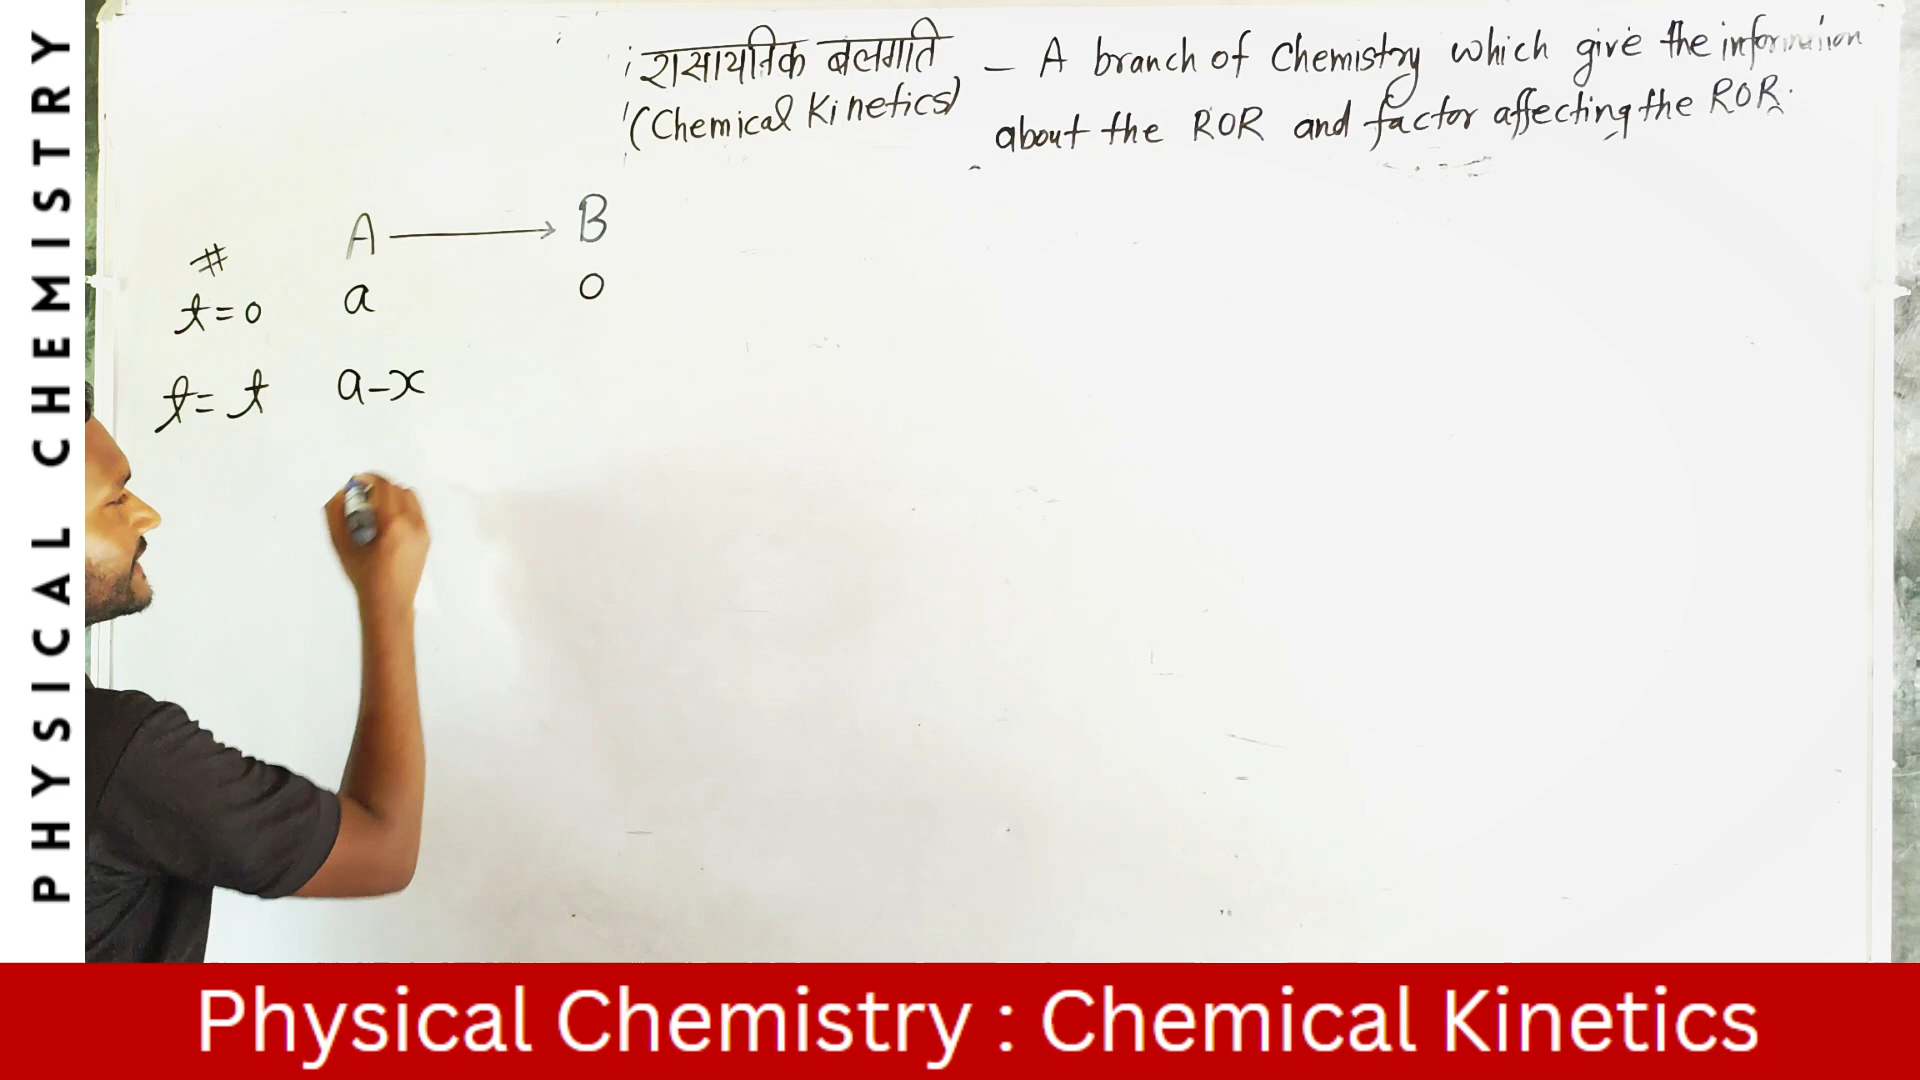 PHYSICAL CHEMISTRY
रासायनिक बलगति — A branch of Chemistry which give the information
(Chemical Kinetics) about the ROR and factor affecting the ROR.
A ⟶ B
#
t=0 a 0
t=t a-x
Physical Chemistry : Chemical Kinetics